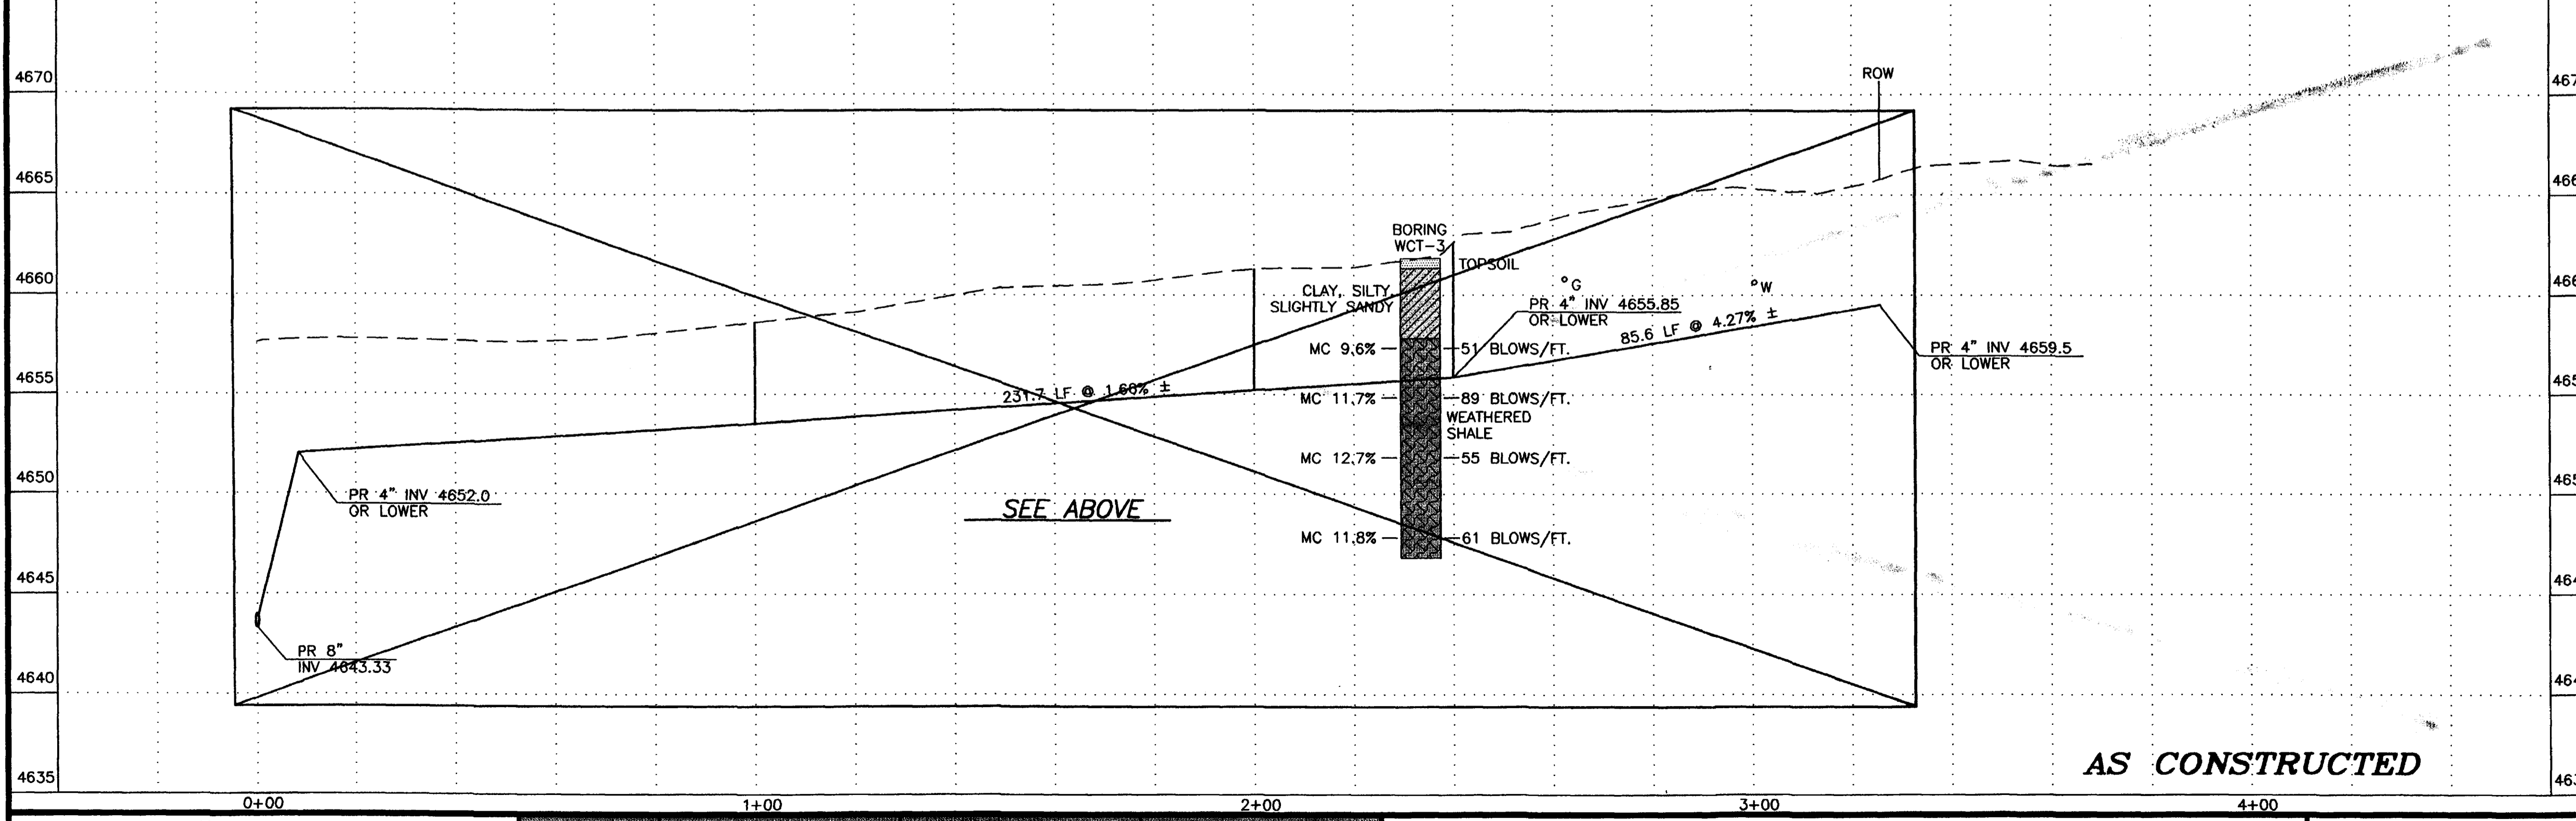 4670
4665
4660
4655
4650
4645
4640
4635
0+00
1+00
2+00
3+00
4+00
ROW
BORING
WCT-3
TOPSOIL
CLAY, SILTY,
SLIGHTLY SANDY
°G
°W
PR 4" INV 4655.85
OR LOWER
85.6 LF @ 4.27% ±
MC 9.6%
51 BLOWS/FT.
PR 4" INV 4659.5
OR LOWER
231.7 LF @ 1.66% ±
MC 11.7%
89 BLOWS/FT.
WEATHERED
SHALE
MC 12.7%
55 BLOWS/FT.
PR 4" INV 4652.0
OR LOWER
SEE ABOVE
MC 11.8%
61 BLOWS/FT.
PR 8"
INV 4643.33
AS CONSTRUCTED